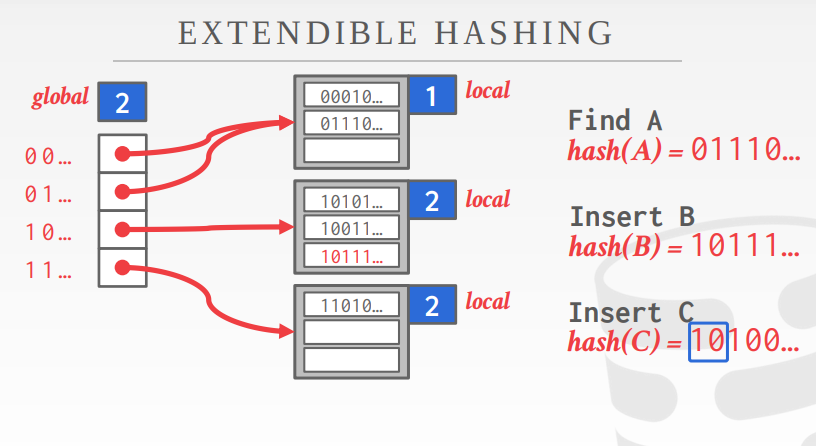 EXTENDIBLE HASHING
global 2
00…
01…
10…
11…
00010…
01110…
1 local
10101…
10011…
10111…
2 local
11010…
2 local
Find A
hash(A) = 01110…
Insert B
hash(B) = 10111…
Insert C
hash(C) = 10100…